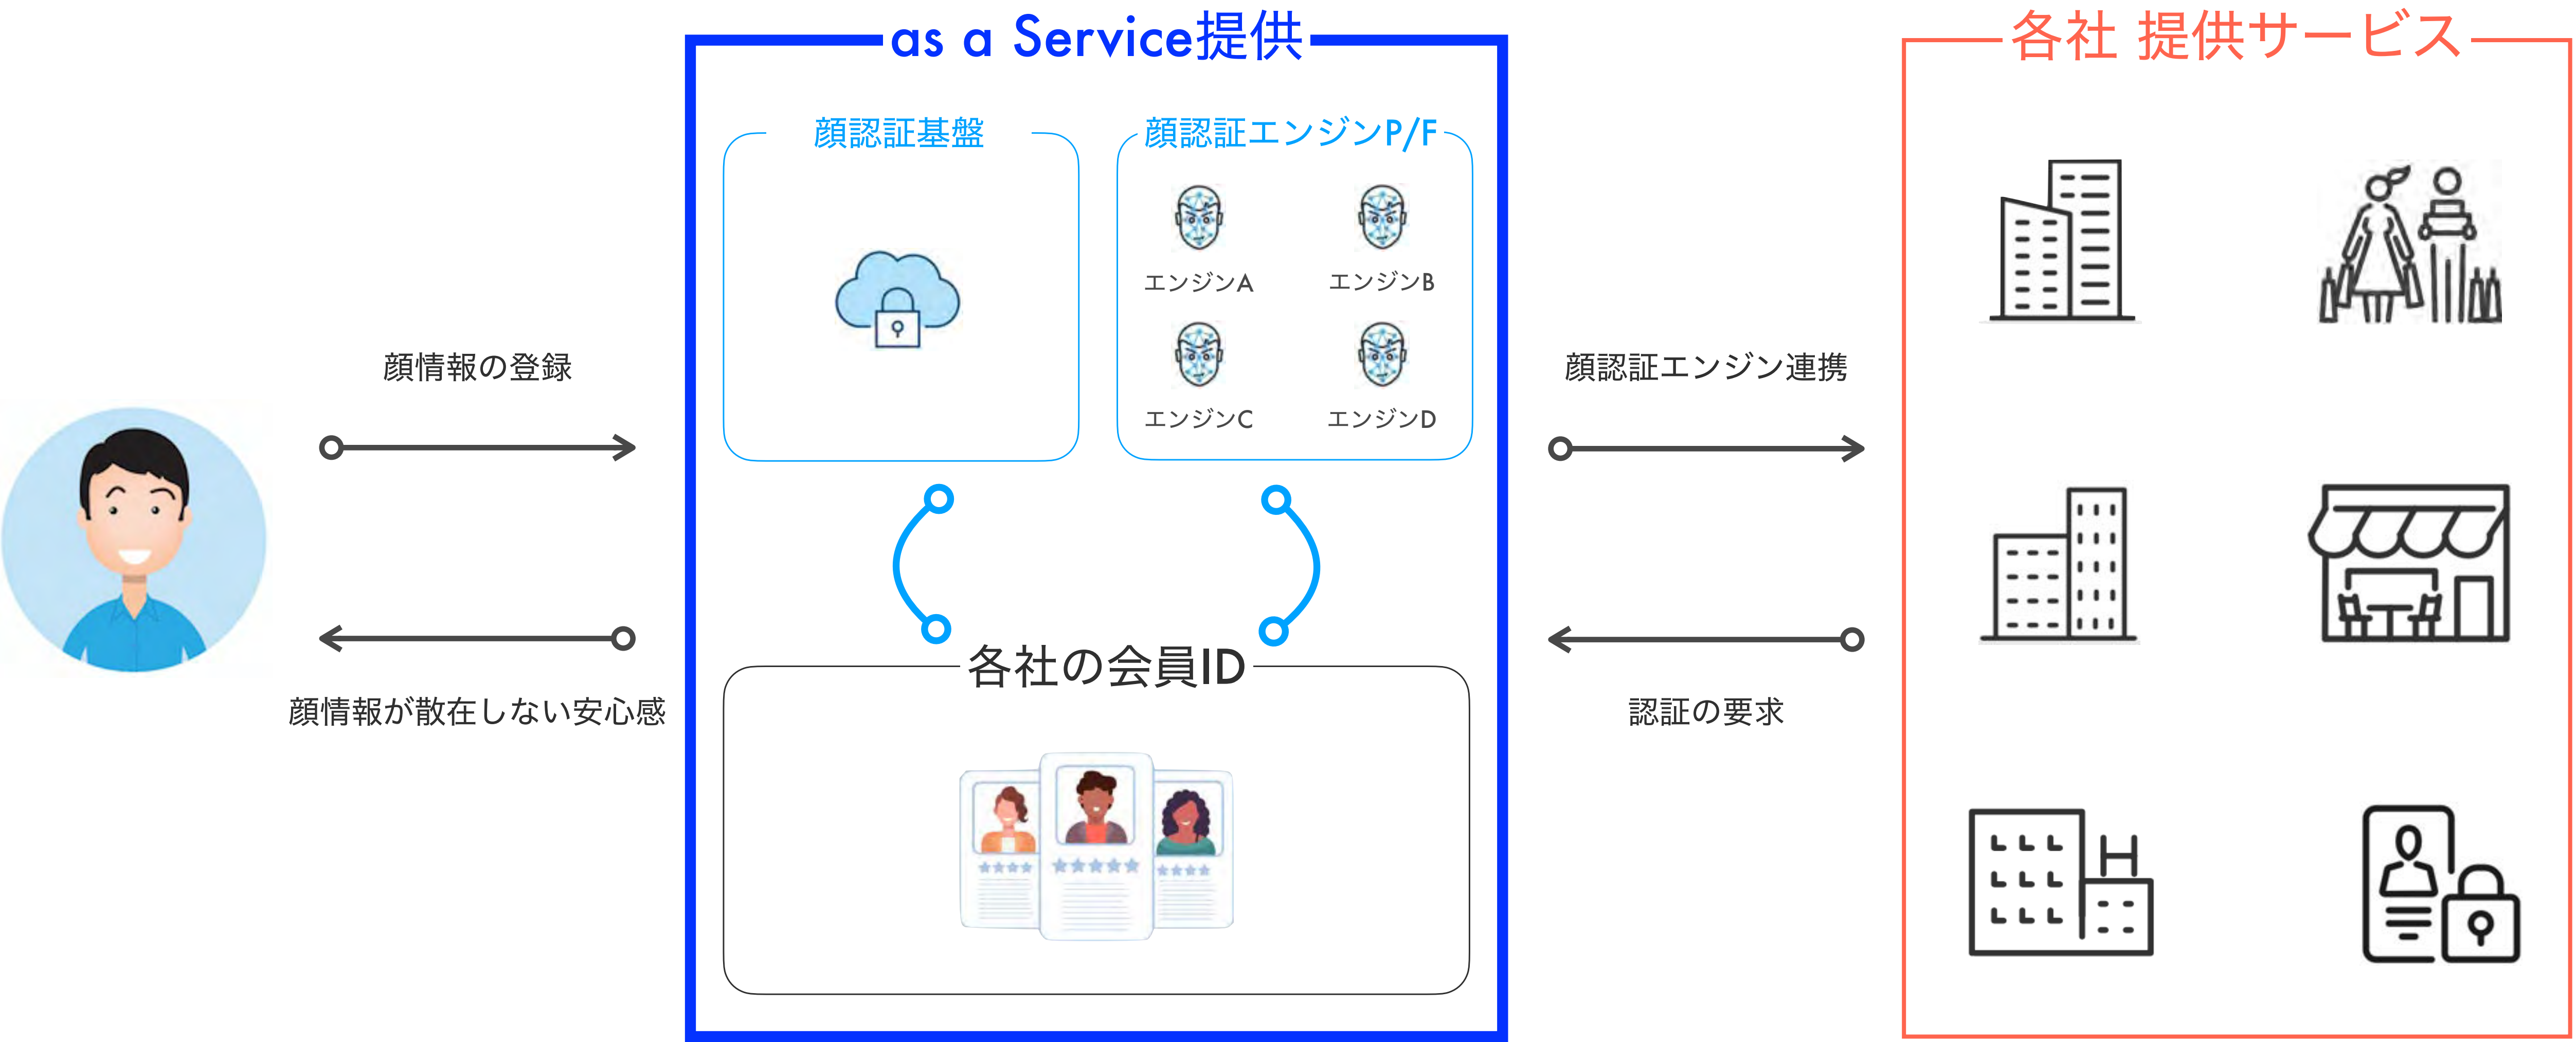 as a Service提供
各社 提供サービス
顔認証基盤
顔認証エンジンP/F
エンジンA
エンジンB
エンジンC
エンジンD
顔情報の登録
顔認証エンジン連携
各社の会員ID
顔情報が散在しない安心感
認証の要求
H